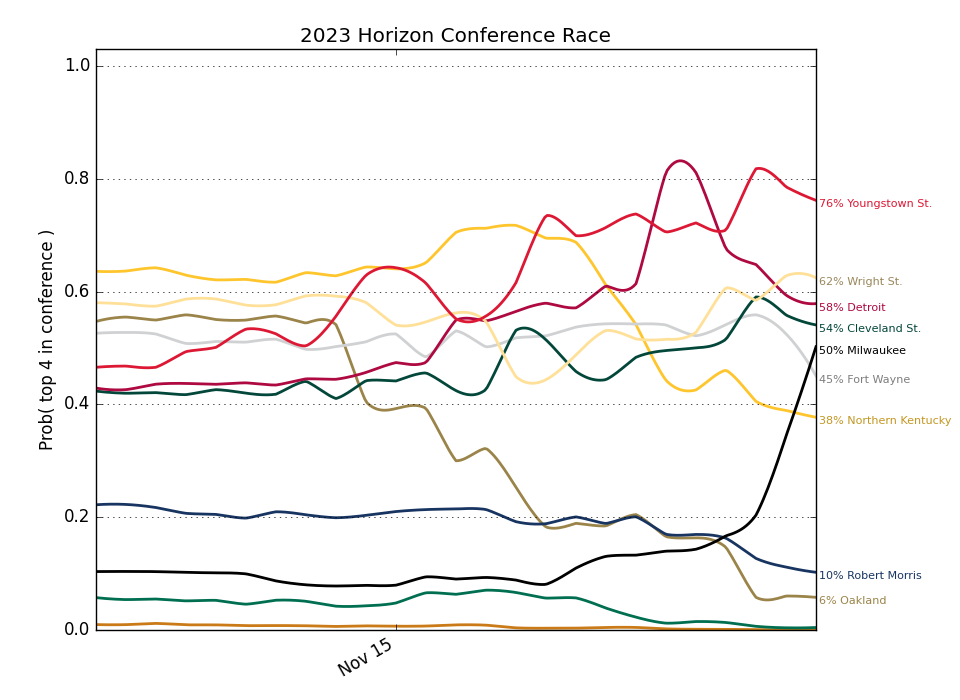 2023 Horizon Conference Race
Prob( top 4 in conference )
1.0
0.8
0.6
0.4
0.2
0.0
Nov 15
76% Youngstown St.
62% Wright St.
58% Detroit
54% Cleveland St.
50% Milwaukee
45% Fort Wayne
38% Northern Kentucky
10% Robert Morris
6% Oakland